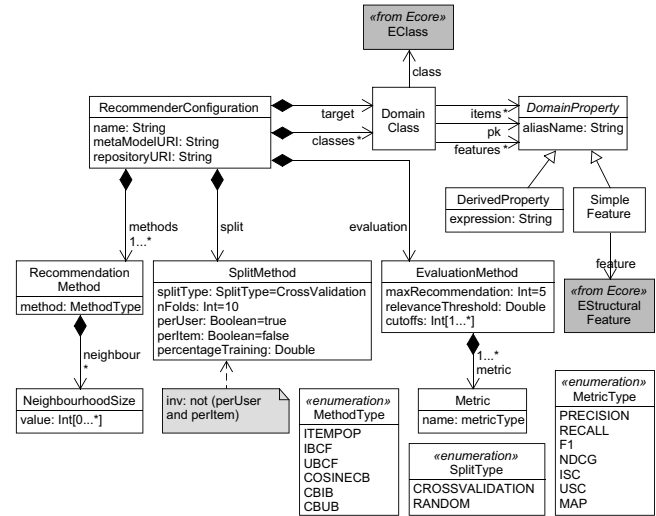 «from Ecore»
EClass
class
RecommenderConfiguration
name: String
metaModelURI: String
repositoryURI: String
target
classes*
Domain
Class
items*
pk
features*
DomainProperty
aliasName: String
DerivedProperty
expression: String
Simple
Feature
methods
1...*
split
evaluation
feature
Recommendation
Method
method: MethodType
SplitMethod
splitType: SplitType=CrossValidation
nFolds: Int=10
perUser: Boolean=true
perItem: Boolean=false
percentageTraining: Double
EvaluationMethod
maxRecommendation: Int=5
relevanceThreshold: Double
cutoffs: Int[1...*]
«from Ecore»
EStructural
Feature
neighbour
*
1...*
metric
NeighbourhoodSize
value: Int[0...*]
inv: not (perUser
and perItem)
«enumeration»
MethodType
ITEMPOP
IBCF
UBCF
COSINECB
CBIB
CBUB
Metric
name: metricType
«enumeration»
SplitType
CROSSVALIDATION
RANDOM
«enumeration»
MetricType
PRECISION
RECALL
F1
NDCG
ISC
USC
MAP